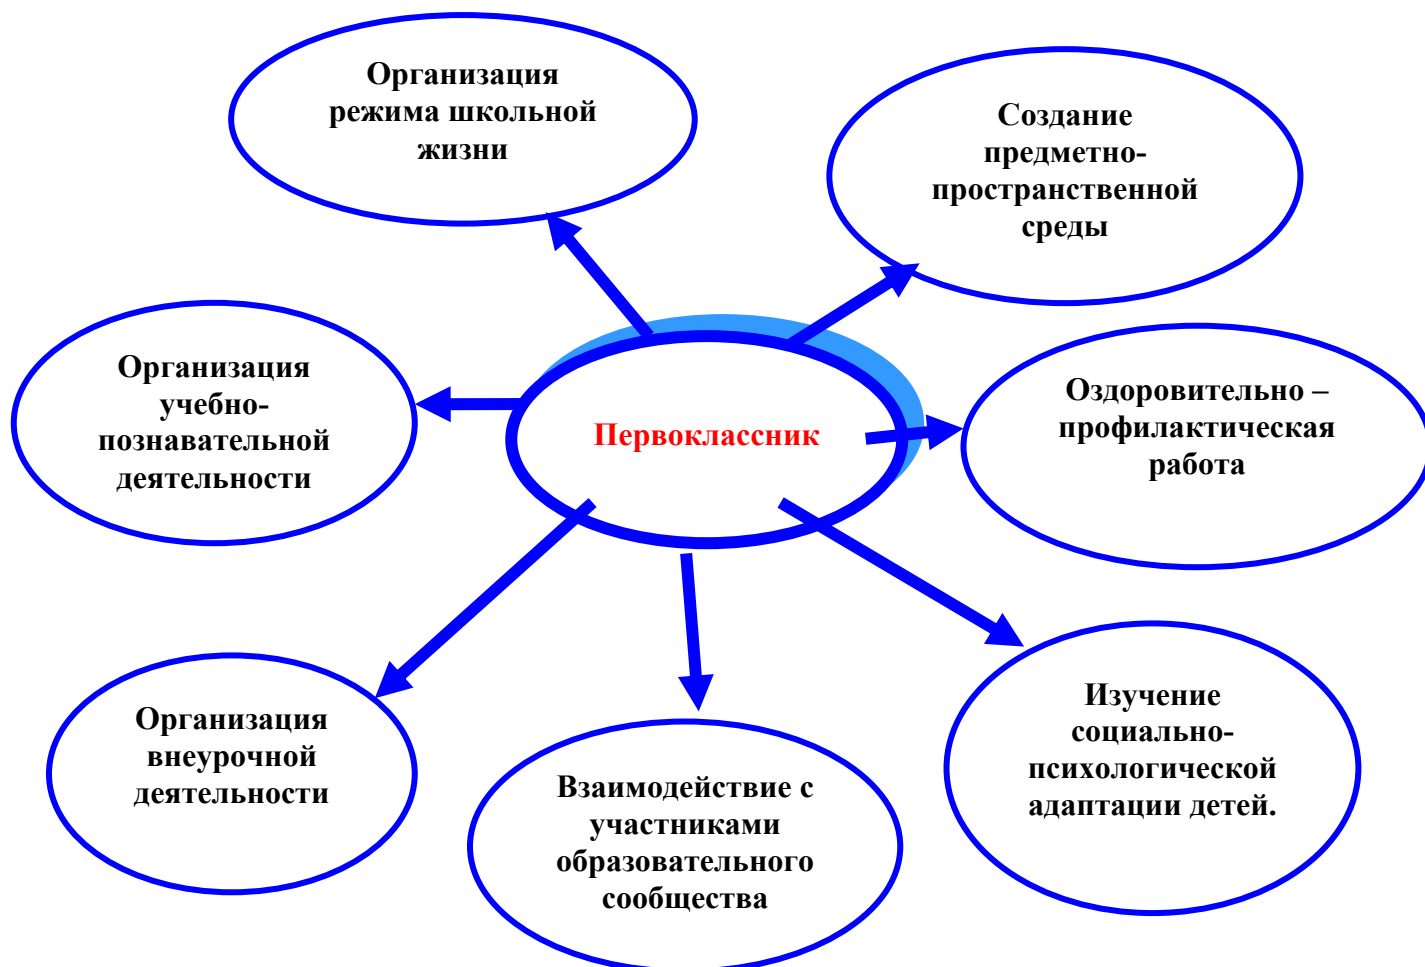 Организация
режима школьной
жизни
Создание
предметно-
пространственной
среды
Организация
учебно-
познавательной
деятельности
Первоклассник
Оздоровительно –
профилактическая
работа
Организация
внеурочной
деятельности
Взаимодействие с
участниками
образовательного
сообщества
Изучение
социально-
психологической
адаптации детей.